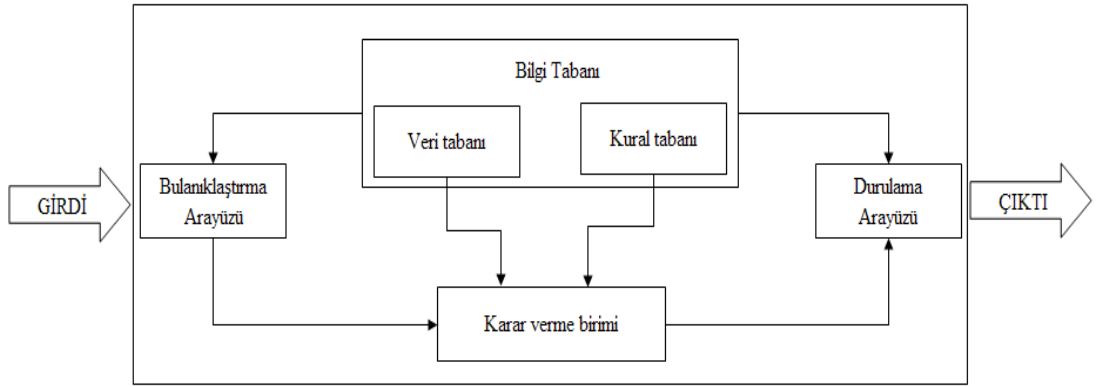 Bilgi Tabanı
Veri tabanı
Kural tabanı
GİRDİ
Bulanıklaştırma
Arayüzü
Durulama
Arayüzü
ÇIKTI
Karar verme birimi